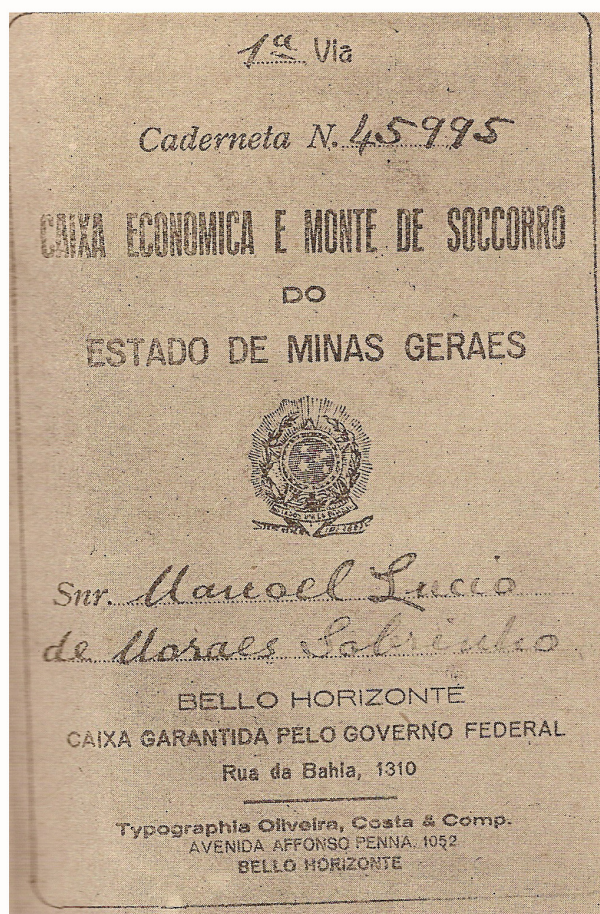 1ª Via
Caderneta N. 45995
CAIXA ECONOMICA E MONTE DE SOCCORRO
DO
ESTADO DE MINAS GERAES
Snr. Manoel Lucio
de Moraes Sobrinho
BELLO HORIZONTE
CAIXA GARANTIDA PELO GOVERNO FEDERAL
Rua da Bahia, 1310
Typographia Oliveira, Costa & Comp.
AVENIDA AFFONSO PENNA, 1052
BELLO HORIZONTE